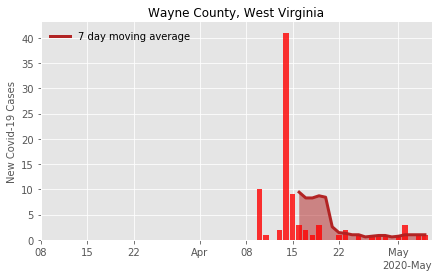 Wayne County, West Virginia
7 day moving average
New Covid-19 Cases
40
35
30
25
20
15
10
5
0
08 15 22 Apr 08 15 22 May
2020-May